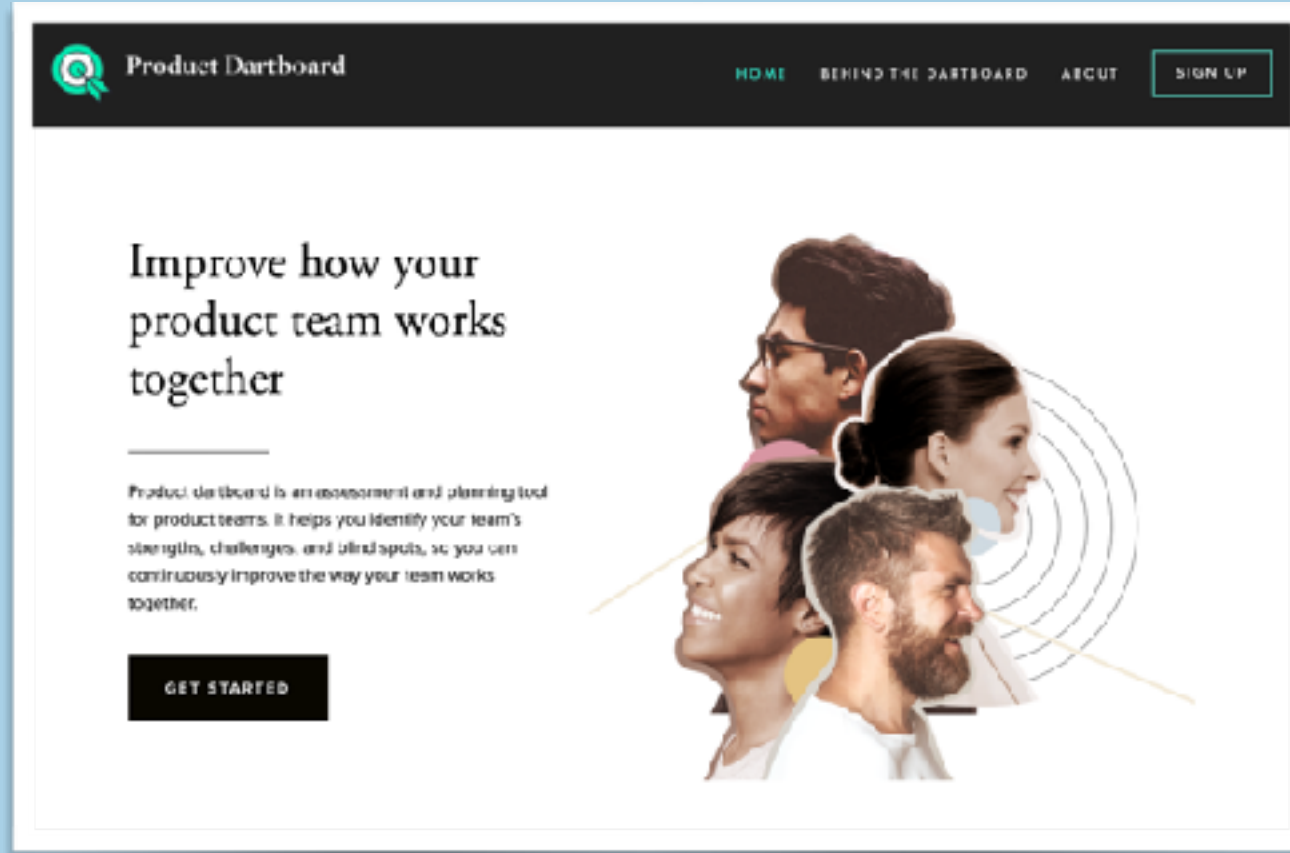 Product Dartboard
HOME BEHIND THE DARTBOARD ABOUT SIGN UP
Improve how your
product team works
together
Product dartboard is an assessment and planning tool
for product teams. It helps you identify your team's
strengths, challenges, and blind spots, so you can
continuously improve the way your team works
together.
GET STARTED